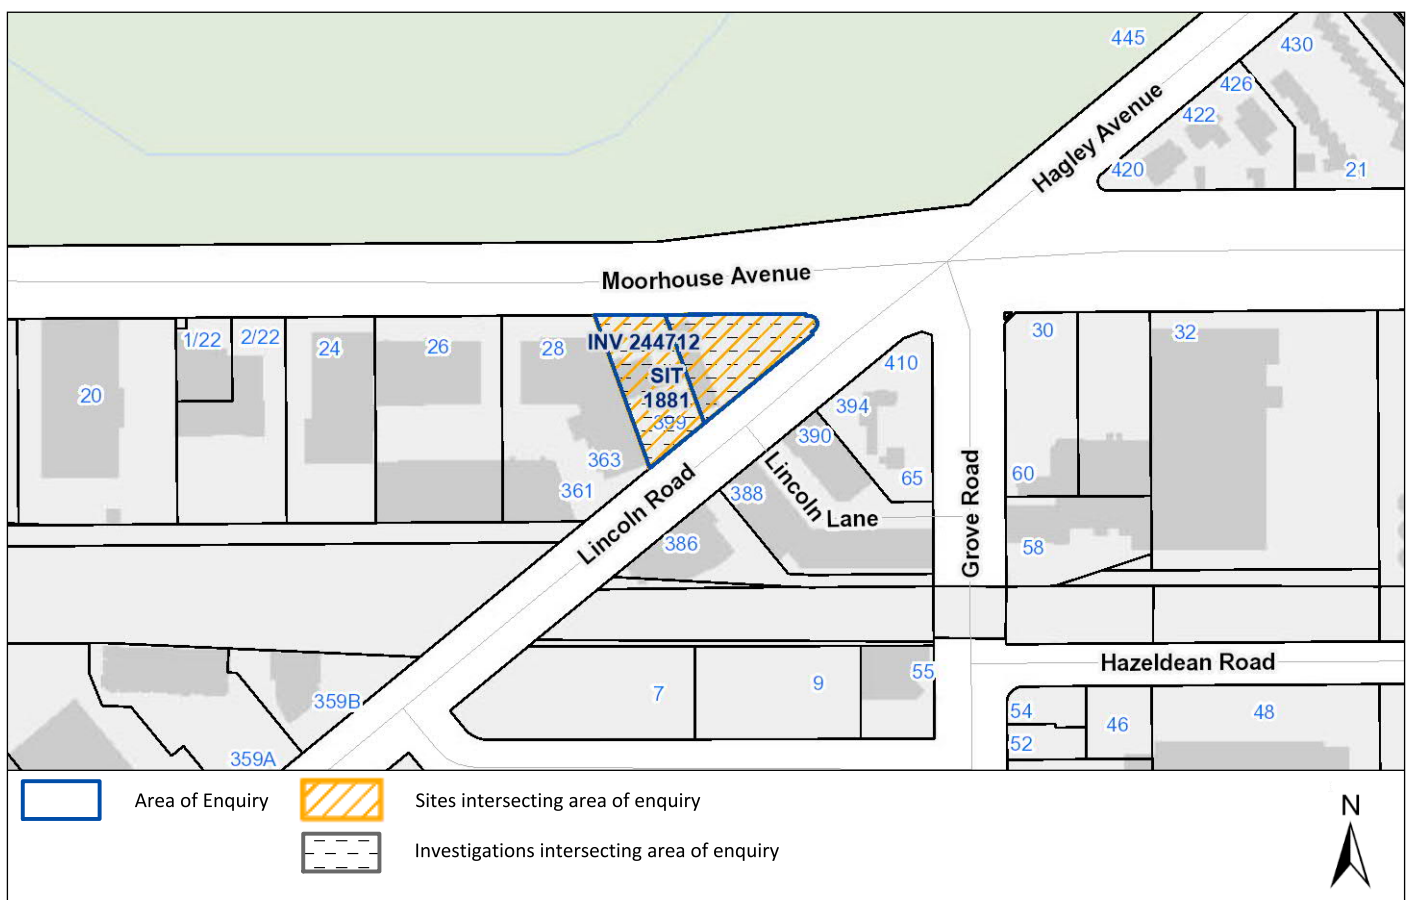 445
430
426
422
Hagley Avenue
420
21
Moorhouse Avenue
1/22
2/22
24
26
28
INV 244712
SIT
1881
399
30
32
20
410
394
390
363
361
388
65
60
Lincoln Road
Lincoln Lane
386
Grove Road
58
Hazeldean Road
7
9
55
359B
359A
54
46
48
52
Area of Enquiry
Sites intersecting area of enquiry
Investigations intersecting area of enquiry
N